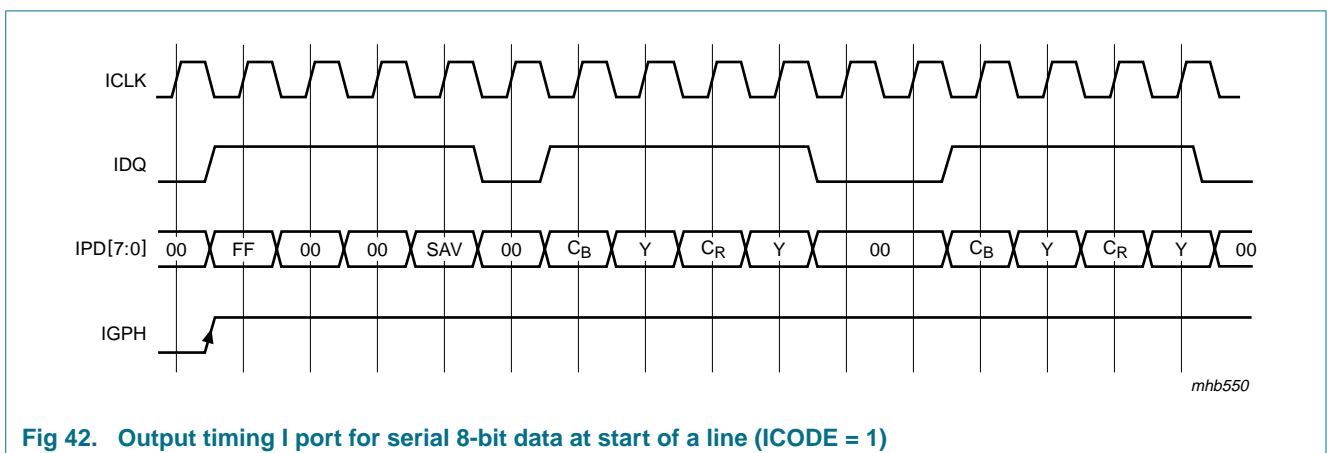 ICLK
IDQ
IPD[7:0] 00 FF 00 00 SAV 00 CB Y CR Y 00 CB Y CR Y 00
IGPH
mhb550
Fig 42. Output timing I port for serial 8-bit data at start of a line (ICODE = 1)